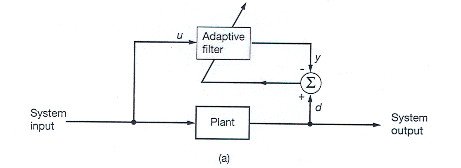 u
Adaptive
filter
y
-
Σ
+
d
System
input
Plant
System
output
(a)